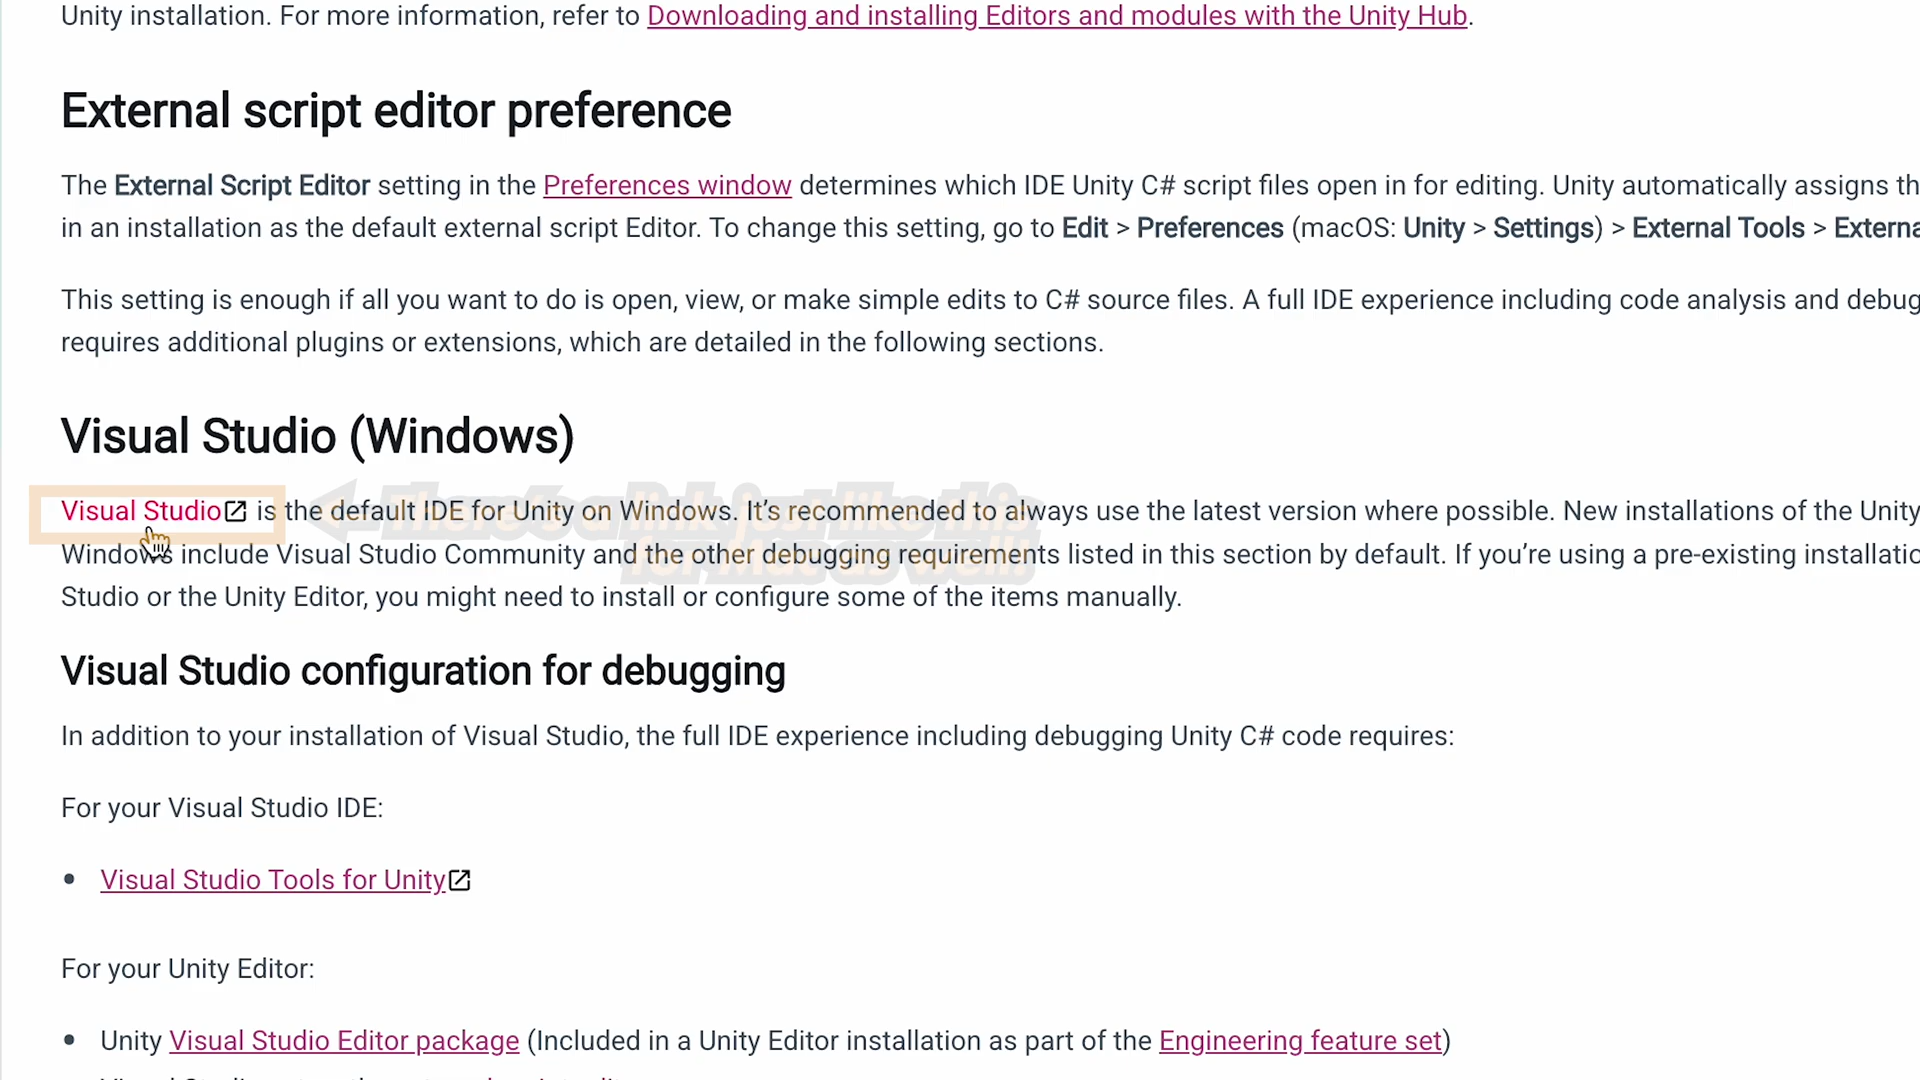 Unity installation. For more information, refer to Downloading and installing Editors and modules with the Unity Hub.
External script editor preference
The External Script Editor setting in the Preferences window determines which IDE Unity C# script files open in for editing. Unity automatically assigns th
in an installation as the default external script Editor. To change this setting, go to Edit > Preferences (macOS: Unity > Settings) > External Tools > Externa
This setting is enough if all you want to do is open, view, or make simple edits to C# source files. A full IDE experience including code analysis and debug
requires additional plugins or extensions, which are detailed in the following sections.
Visual Studio (Windows)
Visual Studio is the default IDE for Unity on Windows. It’s recommended to always use the latest version where possible. New installations of the Unity
Windows include Visual Studio Community and the other debugging requirements listed in this section by default. If you’re using a pre-existing installatio
Studio or the Unity Editor, you might need to install or configure some of the items manually.
There's a link just like this
for Mac as well!
Visual Studio configuration for debugging
In addition to your installation of Visual Studio, the full IDE experience including debugging Unity C# code requires:
For your Visual Studio IDE:
• Visual Studio Tools for Unity
For your Unity Editor:
• Unity Visual Studio Editor package (Included in a Unity Editor installation as part of the Engineering feature set)